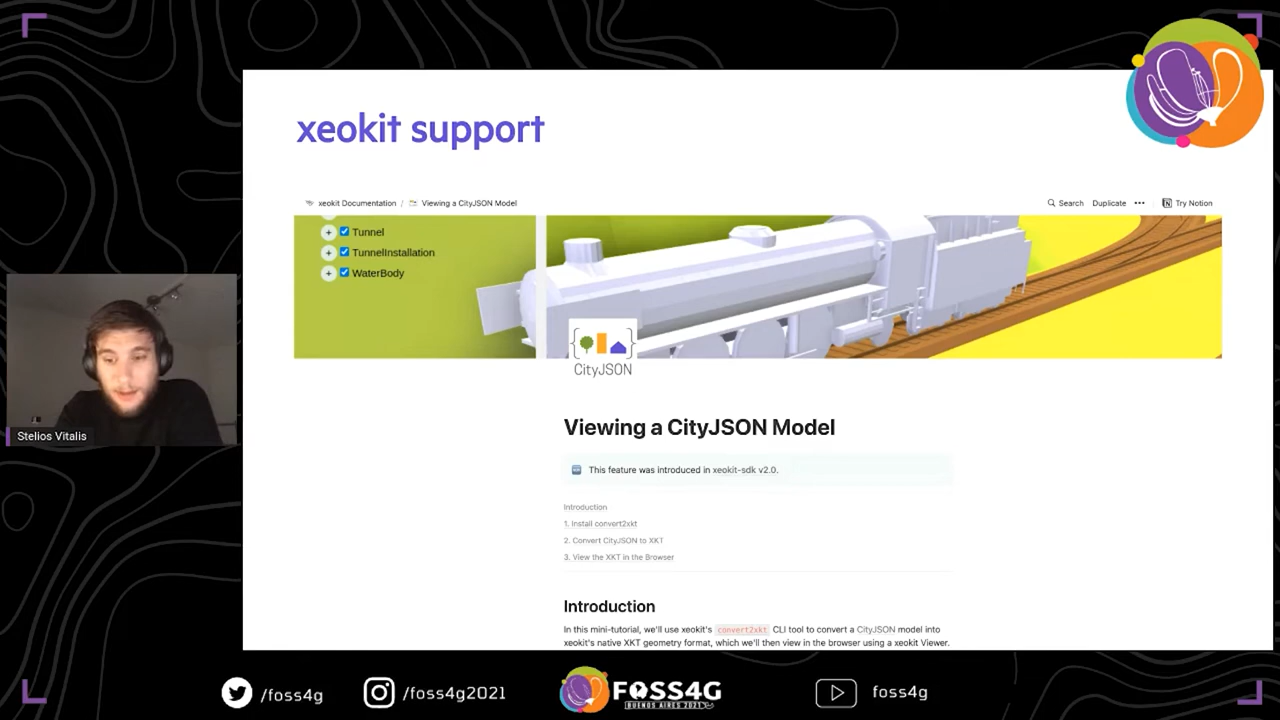 xeokit support
xeokit Documentation / Viewing a CityJSON Model
Search Duplicate ••• Try Notion
+ Tunnel
+ TunnelInstallation
+ WaterBody
CityJSON
Viewing a CityJSON Model
This feature was introduced in xeokit-sdk v2.0.
Introduction
1. Install convert2xkt
2. Convert CityJSON to XKT
3. View the XKT in the Browser
Introduction
In this mini-tutorial, we'll use xeokit's convert2xkt CLI tool to convert a CityJSON model into
xeokit's native XKT geometry format, which we'll then view in the browser using a xeokit Viewer.
Stelios Vitalis
/foss4g
/foss4g2021
FOSS4G
BUENOS AIRES 2021
foss4g